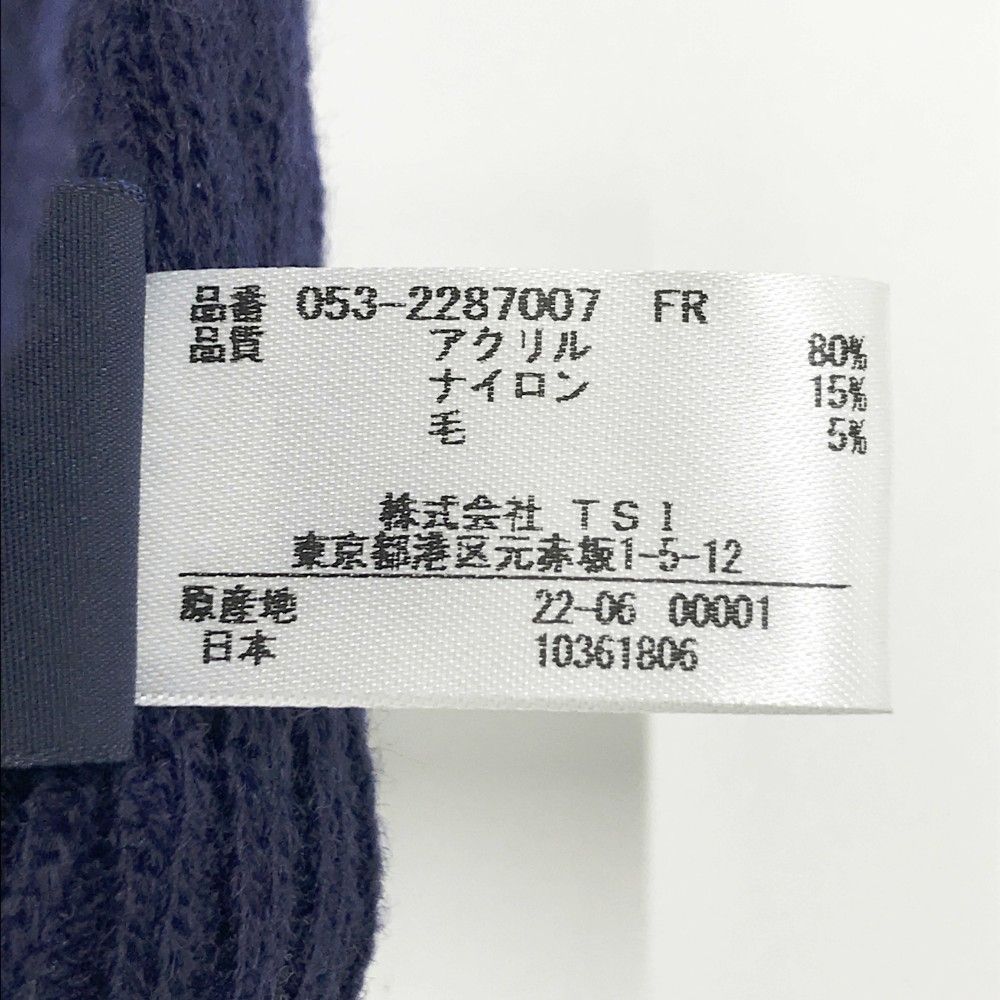 品番 053-2287007 FR
品質 アクリル 80%
ナイロン 15%
毛 5%
株式会社 TSI
東京都港区元赤坂1-5-12
原産地 22-06 00001
日本 10361806